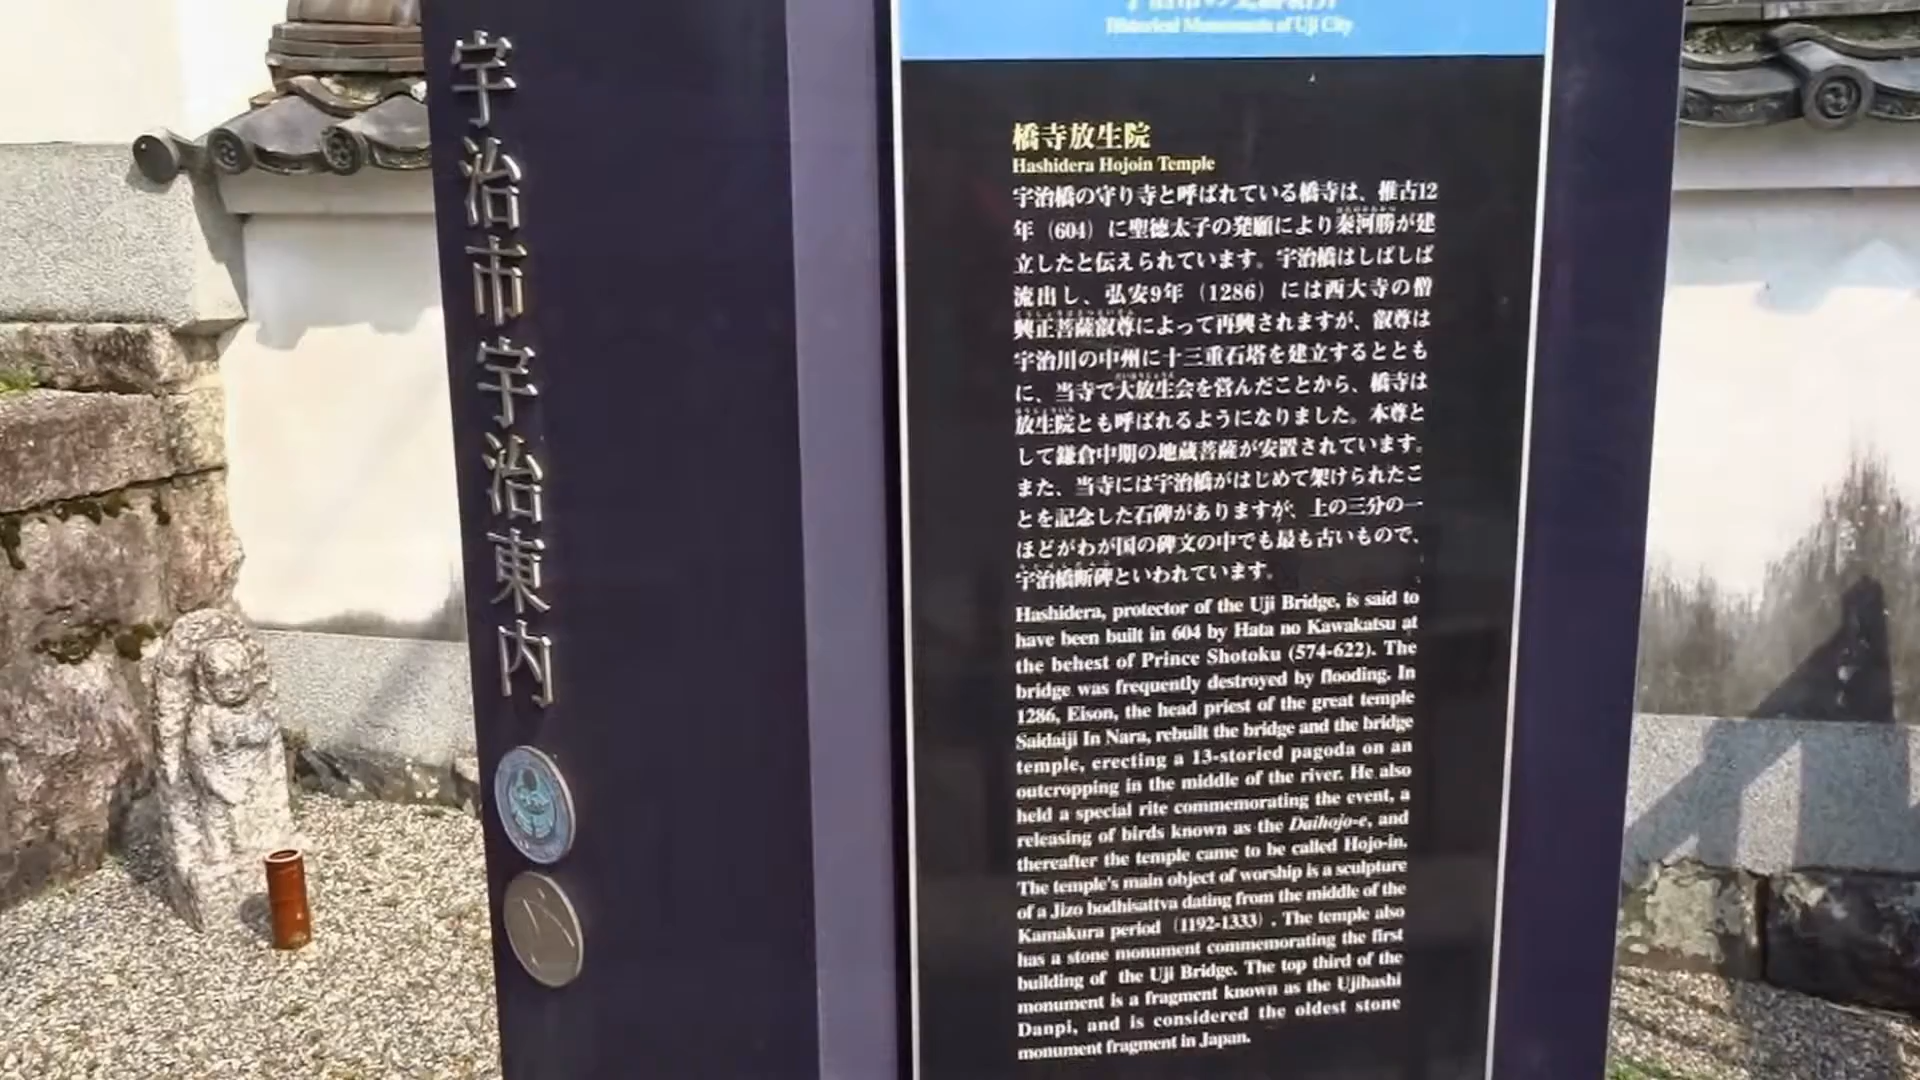 宇治市宇治東内
Historical Monuments of Uji City
橋寺放生院
Hashidera Hojoin Temple
宇治橋の守り寺と呼ばれている橋寺は、推古12
年（604）に聖徳太子の発願により秦河勝が建
立したと伝えられています。宇治橋はしばしば
流出し、弘安9年（1286）には西大寺の僧
興正菩薩叡尊によって再興されますが、叡尊は
宇治川の中州に十三重石塔を建立するととも
に、当寺で大放生会を営んだことから、橋寺は
放生院とも呼ばれるようになりました。本尊と
して鎌倉中期の地蔵菩薩が安置されています。
また、当寺には宇治橋がはじめて架けられたこ
とを記念した石碑がありますが、上の三分の一
ほどがわが国の碑文の中でも最も古いもので、
宇治橋断碑といわれています。
Hashidera, protector of the Uji Bridge, is said to
have been built in 604 by Hata no Kawakatsu at
the behest of Prince Shotoku (574-622). The
bridge was frequently destroyed by flooding. In
1286, Eison, the head priest of the great temple
Saidaiji In Nara, rebuilt the bridge and the bridge
temple, erecting a 13-storied pagoda on an
outcropping in the middle of the river. He also
held a special rite commemorating the event, a
releasing of birds known as the Daihojo-e, and
thereafter the temple came to be called Hojo-in.
The temple's main object of worship is a sculpture
of a Jizo bodhisattva dating from the middle of the
Kamakura period (1192-1333). The temple also
has a stone monument commemorating the first
building of the Uji Bridge. The top third of the
monument is a fragment known as the Ujibashi
Danpi, and is considered the oldest stone
monument fragment in Japan.